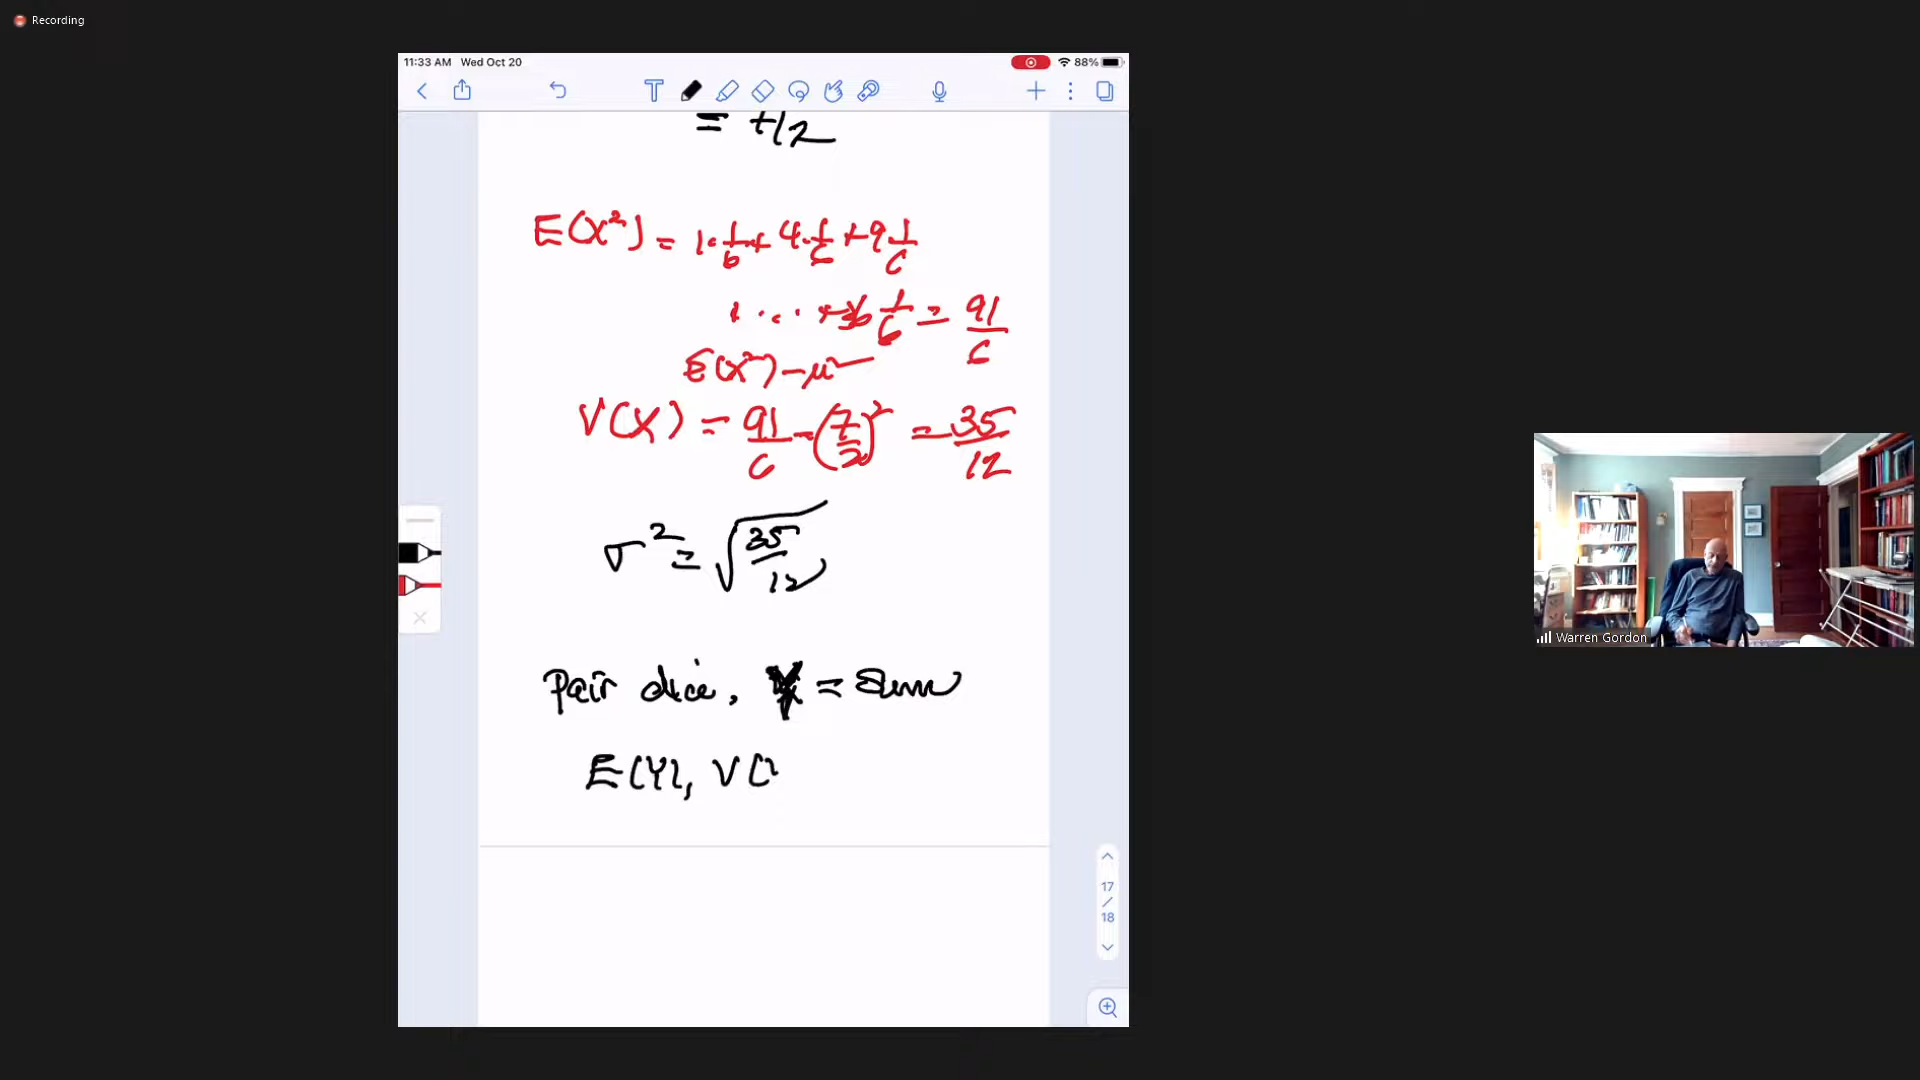 Recording
11:33 AM Wed Oct 20
88%
= 7/2
E(X²) = 1·1/6 + 4·1/6 + 9 1/6
+ ... + 36 1/6 = 91/6
E(X²) - μ²
V(X) = 91/6 - (7/2)² = 35/12
σ² = √35/12
Pair dice, Y = Sum
E(Y), V(
17
/
18
Warren Gordon